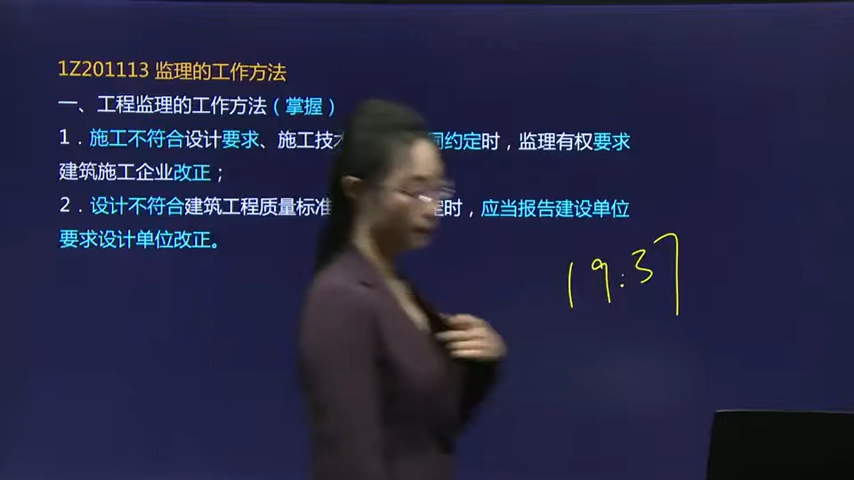 1Z201113 监理的工作方法
一、工程监理的工作方法（掌握）
1．施工不符合设计要求、施工技 约定时，监理有权要求
建筑施工企业改正；
2．设计不符合建筑工程质量标准 时，应当报告建设单位
要求设计单位改正。
19:37